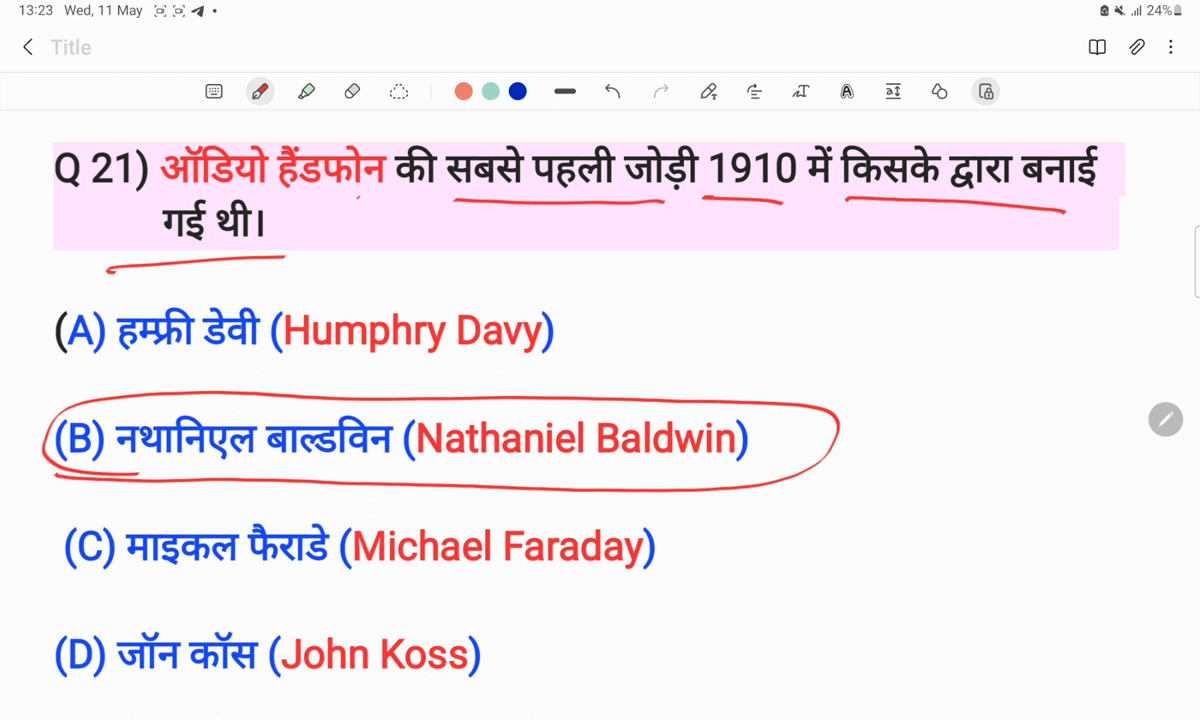 13:23 Wed, 11 May 24%
Title
Q 21) ऑडियो हैंडफोन की सबसे पहली जोड़ी 1910 में किसके द्वारा बनाई
गई थी।
(A) हम्फ्री डेवी (Humphry Davy)
(B) नथानिएल बाल्डविन (Nathaniel Baldwin)
(C) माइकल फैराडे (Michael Faraday)
(D) जॉन कॉस (John Koss)